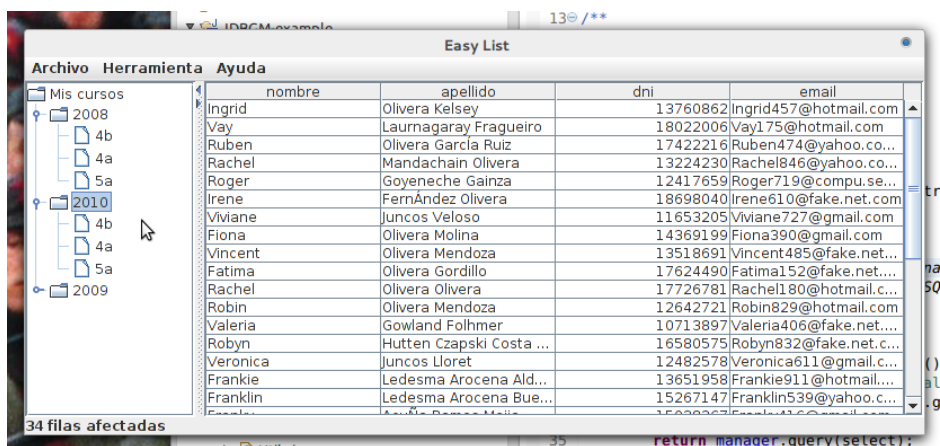 JDBCM-example
13 /**
Easy List
Archivo Herramienta Ayuda
Mis cursos
2008
4b
4a
5a
2010
4b
4a
5a
2009
nombre apellido dni email
Ingrid Olivera Kelsey 13760862 Ingrid457@hotmail.com
Vay Laurnagaray Fragueiro 18022006 Vay175@hotmail.com
Ruben Olivera GarcÍa Ruiz 17422216 Ruben474@yahoo.co...
Rachel Mandachain Olivera 13224230 Rachel846@yahoo.co...
Roger Goyeneche Gainza 12417659 Roger719@compu.se...
Irene FernÁndez Olivera 18698040 Irene610@fake.net.com
Viviane Juncos Veloso 11653205 Viviane727@gmail.com
Fiona Olivera Molina 14369199 Fiona390@gmail.com
Vincent Olivera Mendoza 13518691 Vincent485@fake.net...
Fatima Olivera Gordillo 17624490 Fatima152@fake.net....
Rachel Olivera Olivera 17726781 Rachel180@hotmail.c...
Robin Olivera Mendoza 12642721 Robin829@hotmail.com
Valeria Gowland Folhmer 10713897 Valeria406@fake.net....
Robyn Hutten Czapski Costa ... 16580575 Robyn832@fake.net.c...
Veronica Juncos Lloret 12482578 Veronica611@gmail.c...
Frankie Ledesma Arocena Ald... 13651958 Frankie911@hotmail....
Franklin Ledesma Arocena Bue... 15267147 Franklin539@yahoo.c...
34 filas afectadas
35 return manager.query(select);